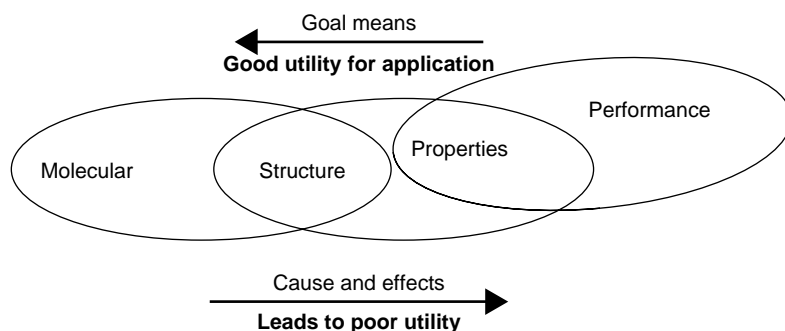 Goal means
Good utility for application
Performance
Properties
Molecular
Structure
Cause and effects
Leads to poor utility